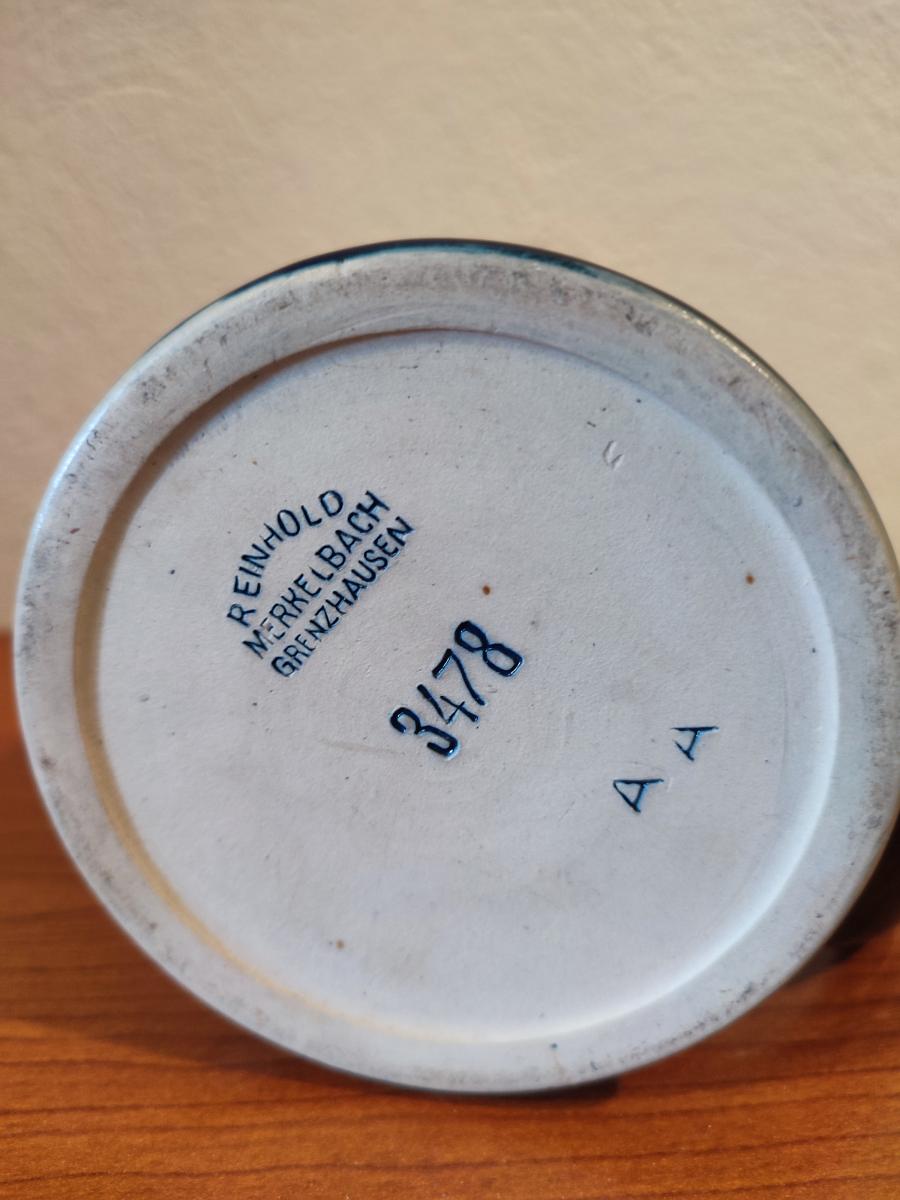 REINHOLD
MERKELBACH
GRENZHAUSEN
3478
A A